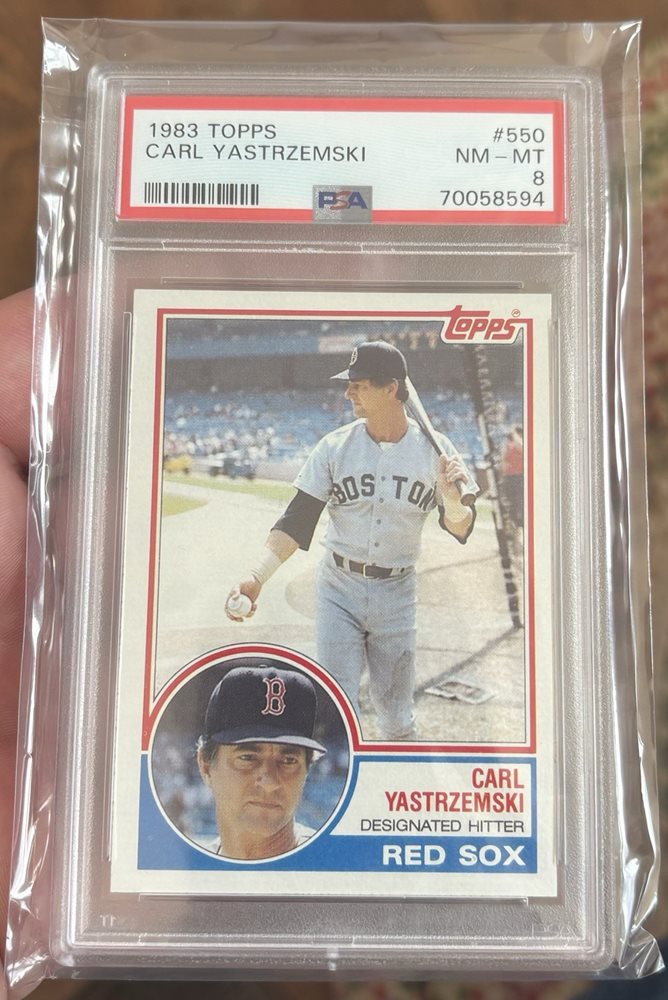 1983 TOPPS
CARL YASTRZEMSKI
#550
NM-MT
8
70058594
PSA
TOPPS
BOSTON
B
CARL
YASTRZEMSKI
DESIGNATED HITTER
RED SOX